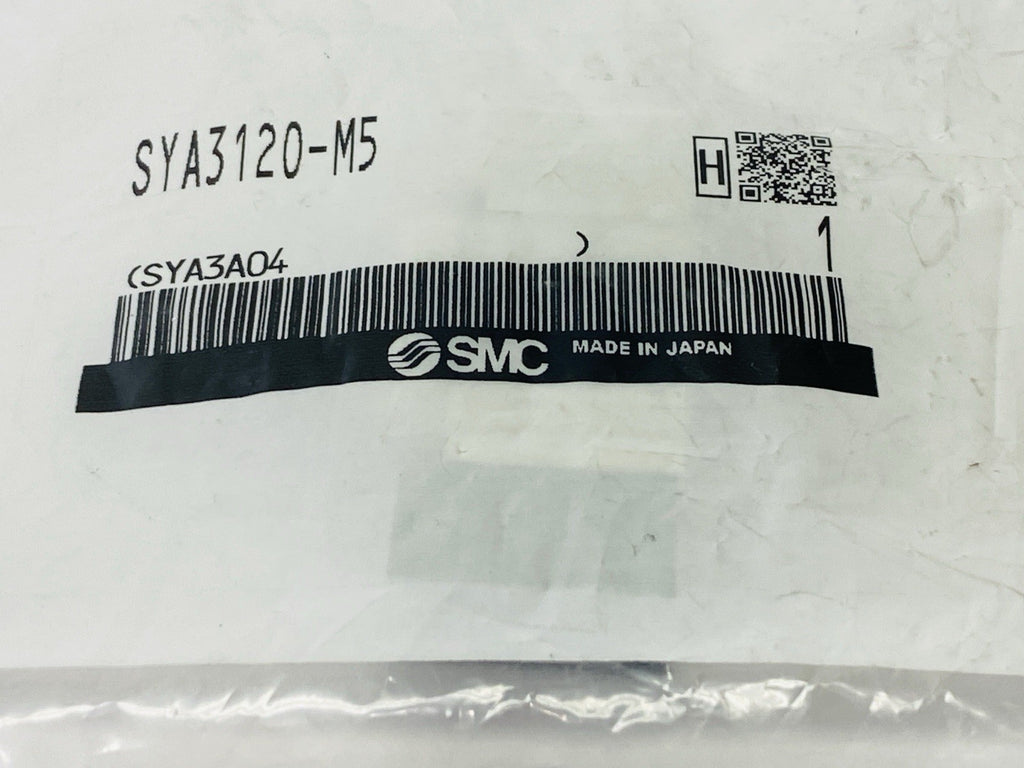 SYA3120-M5
H
1
(SYA3A04 )
SMC MADE IN JAPAN